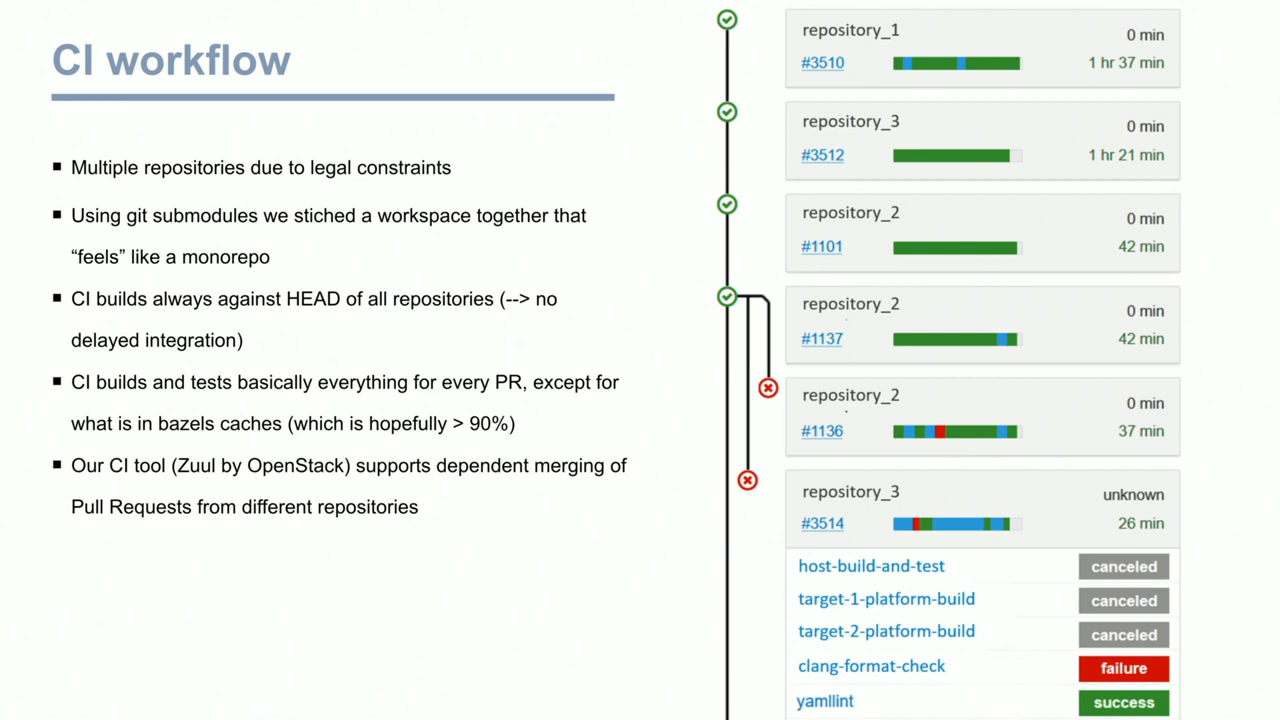 CI workflow
Multiple repositories due to legal constraints
Using git submodules we stiched a workspace together that
“feels” like a monorepo
CI builds always against HEAD of all repositories (--> no
delayed integration)
CI builds and tests basically everything for every PR, except for
what is in bazels caches (which is hopefully > 90%)
Our CI tool (Zuul by OpenStack) supports dependent merging of
Pull Requests from different repositories
repository_1
0 min
#3510
1 hr 37 min
repository_3
0 min
#3512
1 hr 21 min
repository_2
0 min
#1101
42 min
repository_2
0 min
#1137
42 min
repository_2
0 min
#1136
37 min
repository_3
unknown
#3514
26 min
host-build-and-test
canceled
target-1-platform-build
canceled
target-2-platform-build
canceled
clang-format-check
failure
yamllint
success